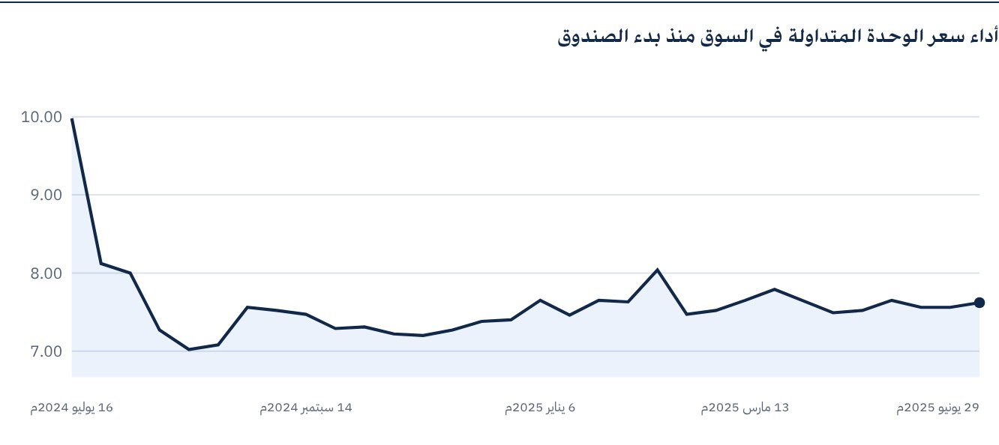 أداء سعر الوحدة المتداولة في السوق منذ بدء الصندوق
10.00
9.00
8.00
7.00
16 يوليو 2024م
14 سبتمبر 2024م
6 يناير 2025م
13 مارس 2025م
29 يونيو 2025م